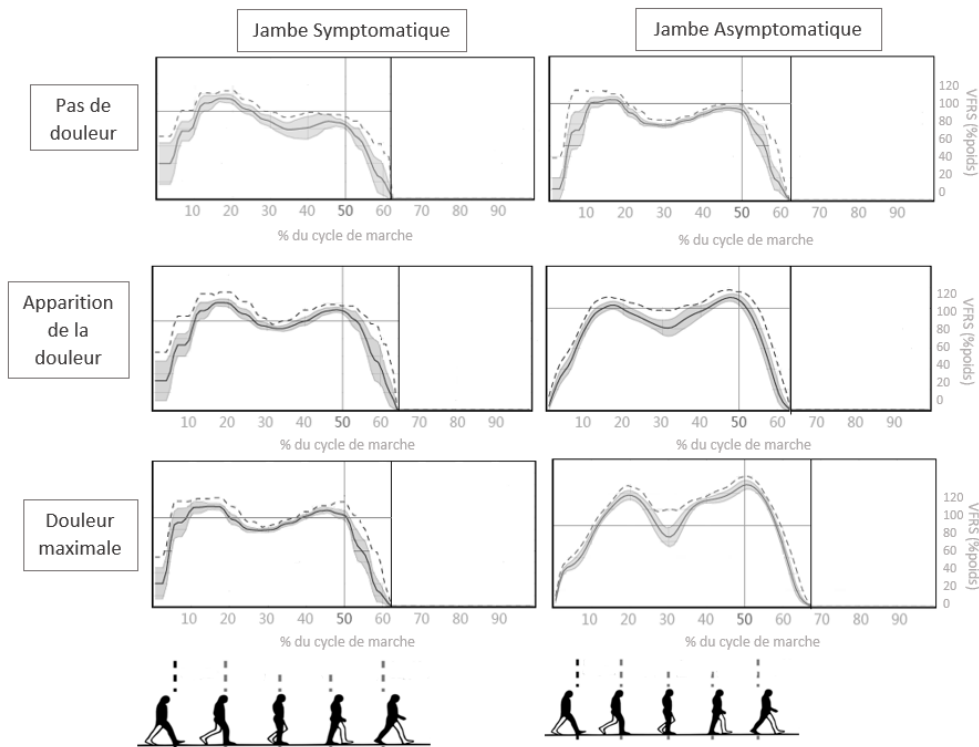 Jambe Symptomatique
Jambe Asymptomatique
Pas de
douleur
120
100
80
60
40
20
0
VFRS (%poids)
10 20 30 40 50 60 70 80 90
% du cycle de marche
10 20 30 40 50 60 70 80 90
% du cycle de marche
Apparition
de la
douleur
120
100
80
60
40
20
0
VFRS (%poids)
10 20 30 40 50 60 70 80 90
% du cycle de marche
10 20 30 40 50 60 70 80 90
% du cycle de marche
Douleur
maximale
120
100
80
60
40
20
0
VFRS (%poids)
10 20 30 40 50 60 70 80 90
% du cycle de marche
10 20 30 40 50 60 70 80 90
% du cycle de marche